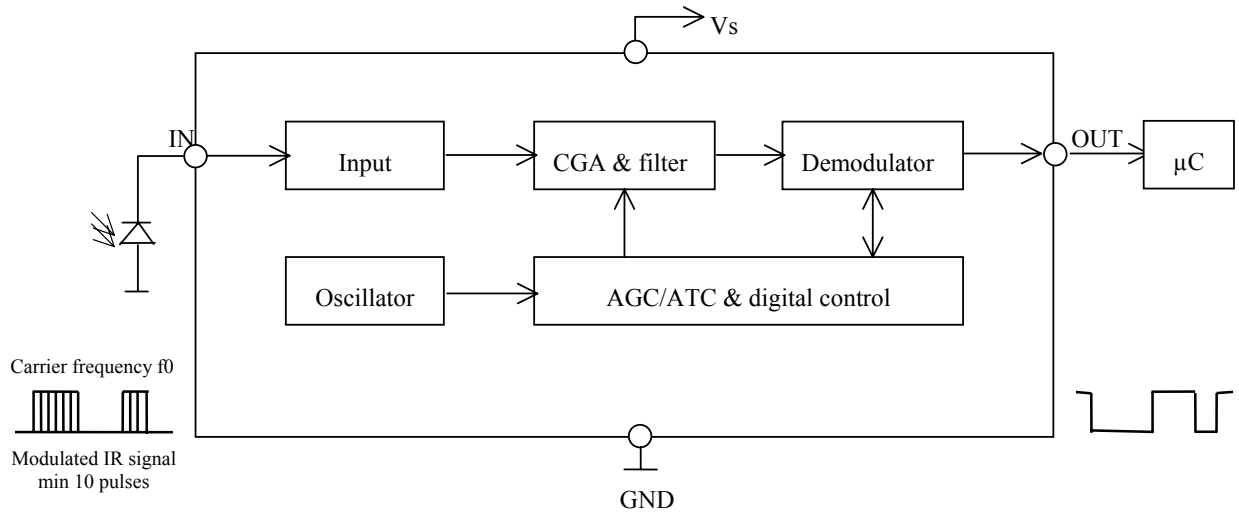 Vs
IN
Input
CGA & filter
Demodulator
OUT
µC
Oscillator
AGC/ATC & digital control
Carrier frequency f0
Modulated IR signal
min 10 pulses
GND